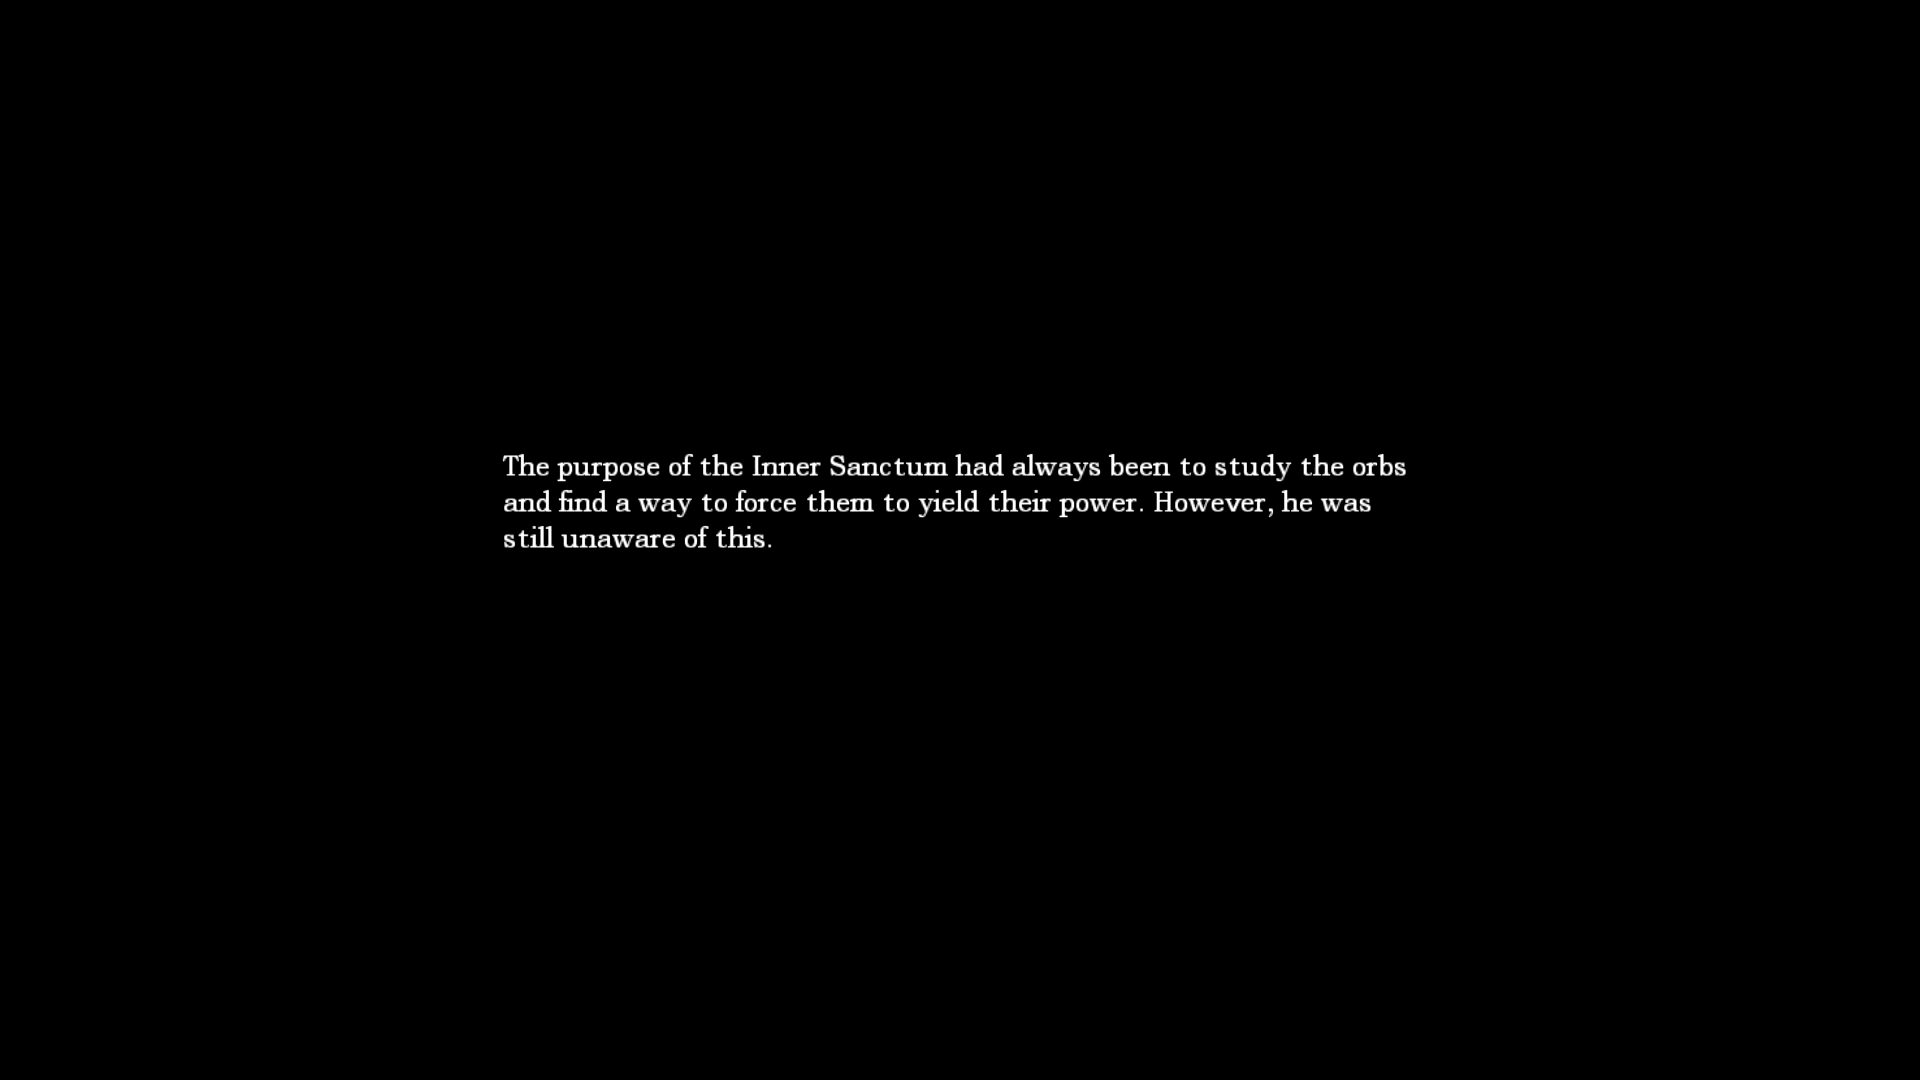 The purpose of the Inner Sanctum had always been to study the orbs
and find a way to force them to yield their power. However, he was
still unaware of this.